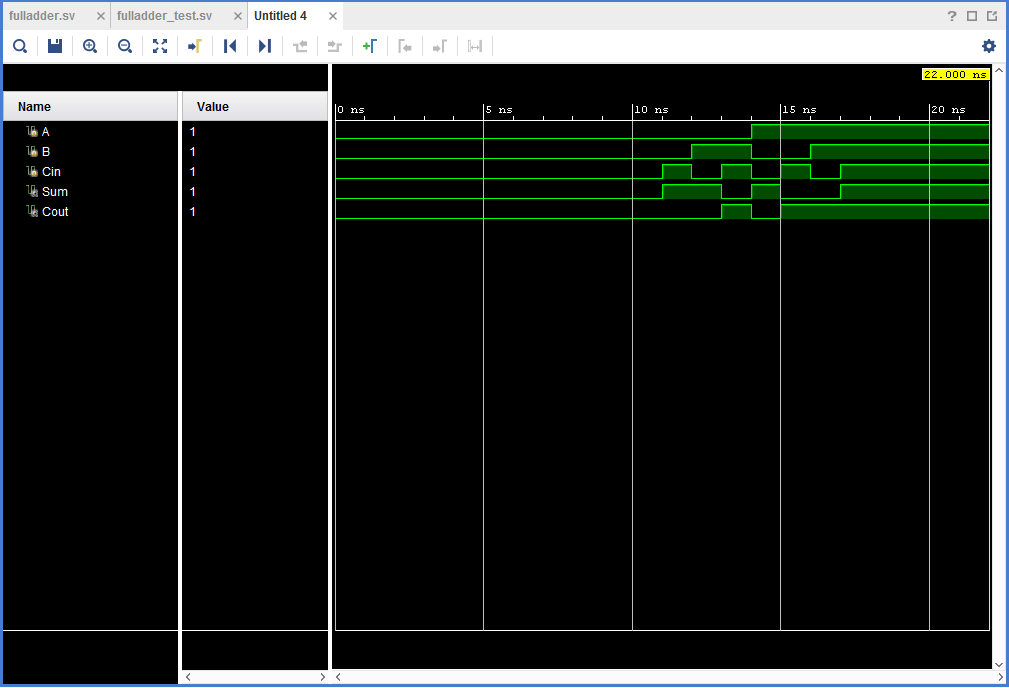 fulladder.sv × fulladder_test.sv × Untitled 4 ×
22.000 ns
Name Value 0 ns 5 ns 10 ns 15 ns 20 ns
A 1
B 1
Cin 1
Sum 1
Cout 1